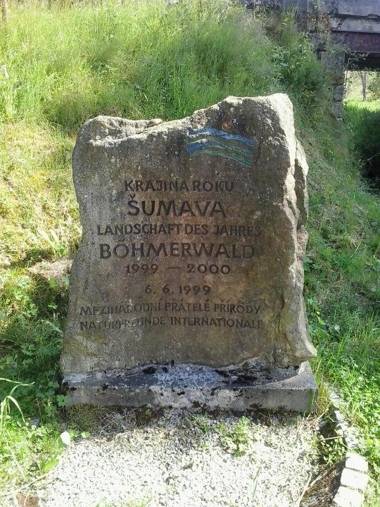 KRAJINA ROKU
ŠUMAVA
LANDSCHAFT DES JAHRES
BÖHMERWALD
1999 — 2000
6. 6. 1999
MEZINÁRODNÍ PŘÁTELÉ PŘÍRODY
NATURFREUNDE INTERNATIONALE